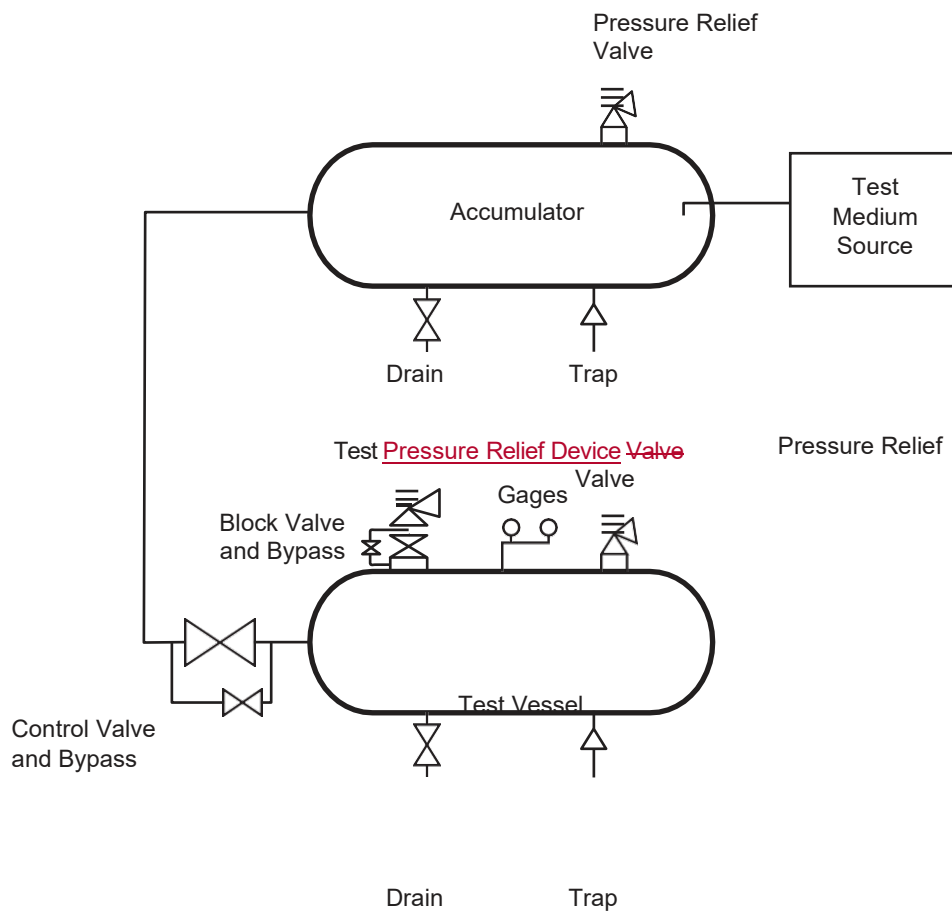 Pressure Relief
Valve
Accumulator
Test
Medium
Source
Drain
Trap
Test Pressure Relief Device Valve
Pressure Relief
Valve
Gages
Block Valve
and Bypass
Test Vessel
Control Valve
and Bypass
Drain
Trap